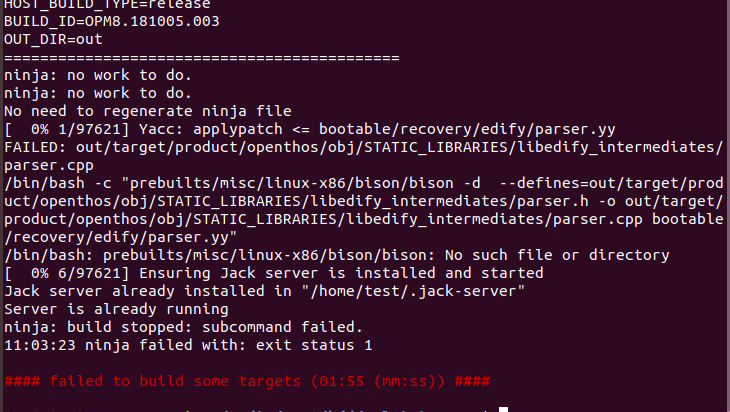 HOST_BUILD_TYPE=release
BUILD_ID=OPM8.181005.003
OUT_DIR=out
============================================
ninja: no work to do.
ninja: no work to do.
No need to regenerate ninja file
[  0% 1/97621] Yacc: applypatch <= bootable/recovery/edify/parser.yy
FAILED: out/target/product/openthos/obj/STATIC_LIBRARIES/libedify_intermediates/
parser.cpp
/bin/bash -c "prebuilts/misc/linux-x86/bison/bison -d  --defines=out/target/prod
uct/openthos/obj/STATIC_LIBRARIES/libedify_intermediates/parser.h -o out/target/
product/openthos/obj/STATIC_LIBRARIES/libedify_intermediates/parser.cpp bootable
/recovery/edify/parser.yy"
/bin/bash: prebuilts/misc/linux-x86/bison/bison: No such file or directory
[  0% 6/97621] Ensuring Jack server is installed and started
Jack server already installed in "/home/test/.jack-server"
Server is already running
ninja: build stopped: subcommand failed.
11:03:23 ninja failed with: exit status 1
#### failed to build some targets (01:55 (mm:ss)) ####